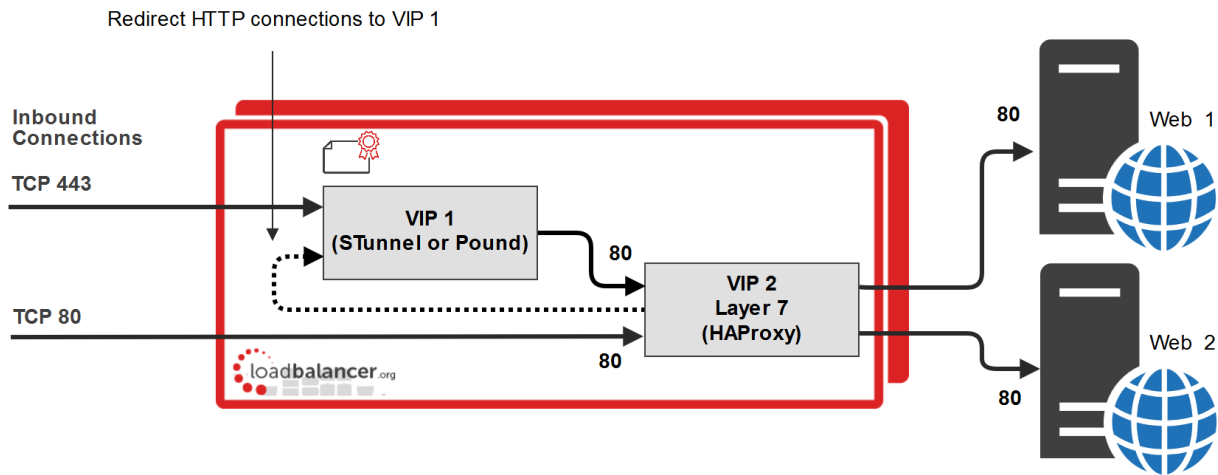 Redirect HTTP connections to VIP 1
Inbound
Connections
TCP 443
VIP 1
(STunnel or Pound)
80
TCP 80
80
VIP 2
Layer 7
(HAProxy)
loadbalancer.org
80
Web 1
Web 2
80